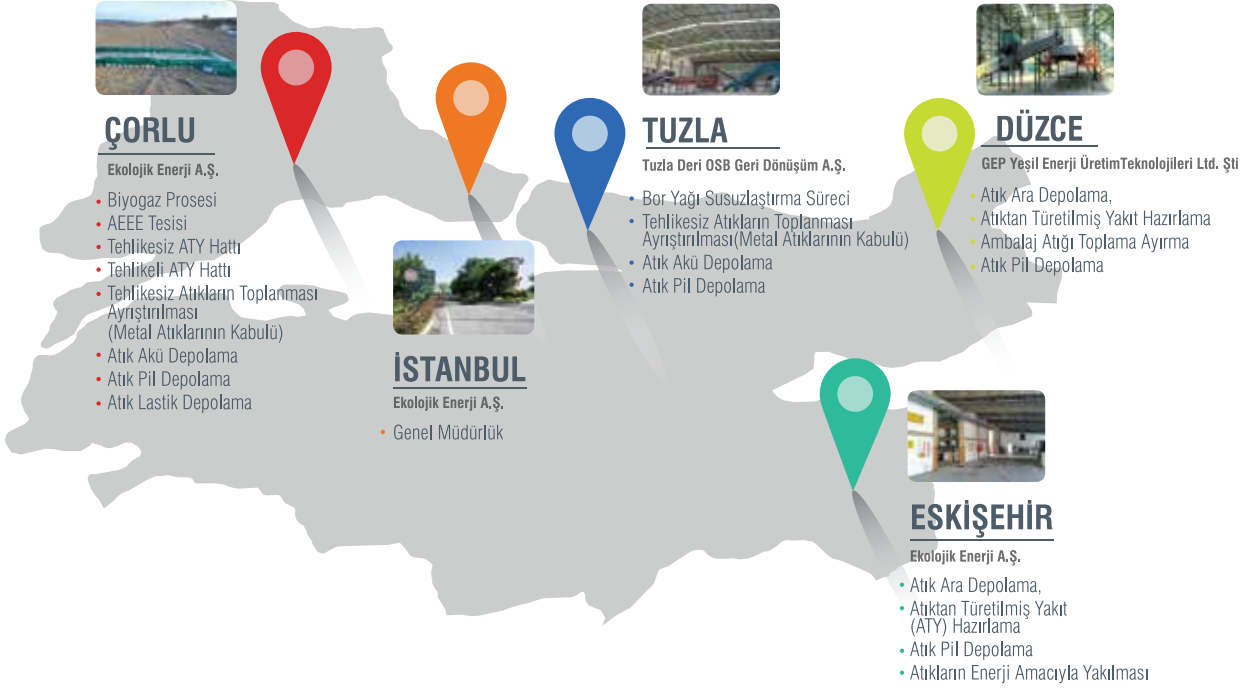 ÇORLU
Ekolojik Enerji A.Ş.
• Biyogaz Prosesi
• AEEE Tesisi
• Tehlikesiz ATY Hattı
• Tehlikeli ATY Hattı
• Tehlikesiz Atıkların Toplanması
Ayrıştırılması
(Metal Atıklarının Kabulü)
• Atık Akü Depolama
• Atık Pil Depolama
• Atık Lastik Depolama
İSTANBUL
Ekolojik Enerji A.Ş.
• Genel Müdürlük
TUZLA
Tuzla Deri OSB Geri Dönüşüm A.Ş.
• Bor Yağı Susuzlaştırma Süreci
• Tehlikesiz Atıkların Toplanması
Ayrıştırılması(Metal Atıklarının Kabulü)
• Atık Akü Depolama
• Atık Pil Depolama
DÜZCE
GEP Yeşil Enerji ÜretimTeknolojileri Ltd. Şti
• Atık Ara Depolama,
• Atıktan Türetilmiş Yakıt Hazırlama
• Ambalaj Atığı Toplama Ayırma
• Atık Pil Depolama
ESKİŞEHİR
Ekolojik Enerji A.Ş.
• Atık Ara Depolama,
• Atıktan Türetilmiş Yakıt
(ATY) Hazırlama
• Atık Pil Depolama
• Atıkların Enerji Amacıyla Yakılması